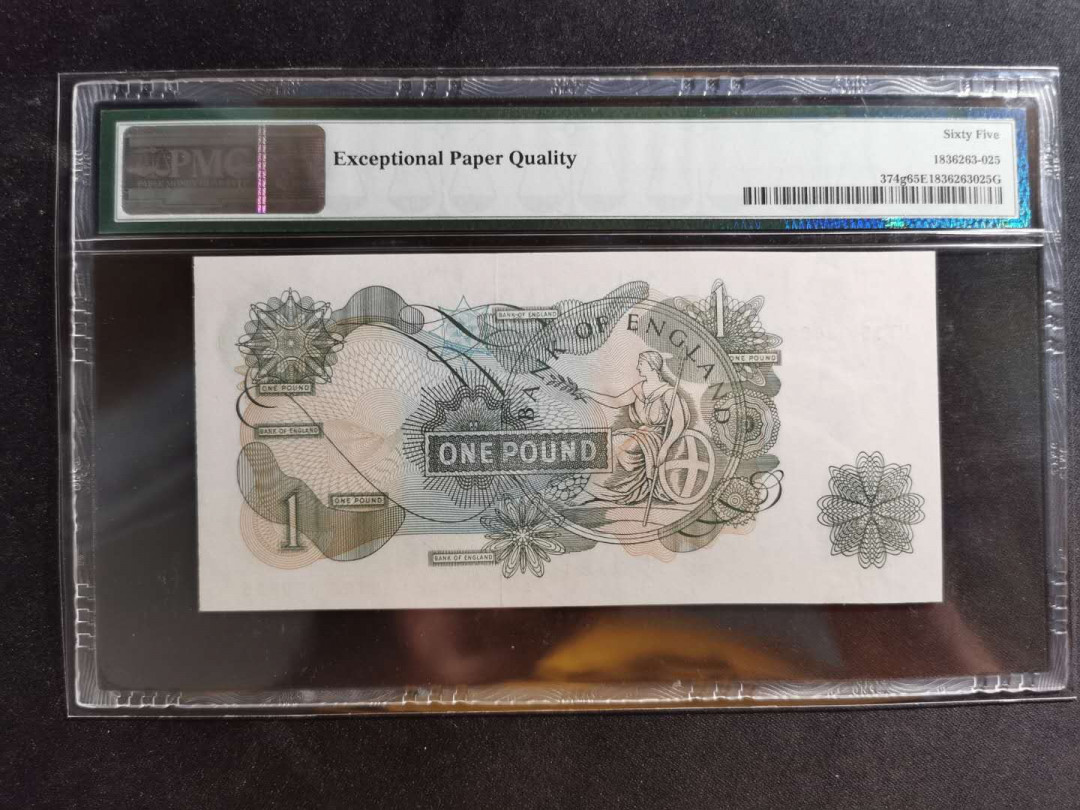 PMG
Exceptional Paper Quality
Sixty Five
1836263-025
374g65E1836263025G
BANK OF ENGLAND
1
BANK OF ENGLAND
ONE POUND
ONE POUND
BANK OF ENGLAND
ONE POUND
1
ONE POUND
BANK OF ENGLAND